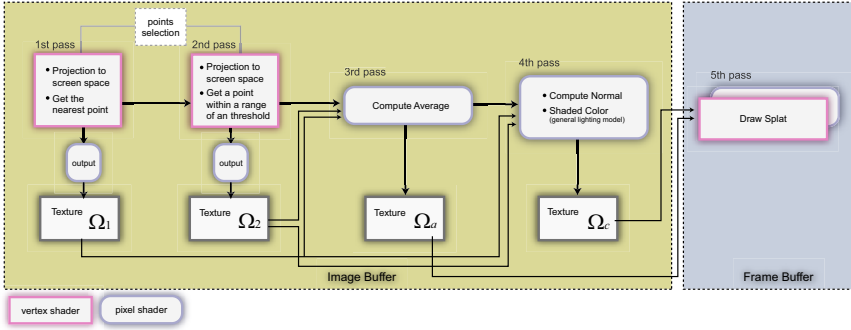 points
selection
1st pass
2nd pass
3rd pass
4th pass
5th pass
• Projection to
screen space
• Get the
nearest point
• Projection to
screen space
• Get a point
within a range
of an threshold
Compute Average
• Compute Normal
• Shaded Color
(general lighting model)
Draw Splat
output
output
Texture Ω1
Texture Ω2
Texture Ωa
Texture Ωc
Image Buffer
Frame Buffer
vertex shader
pixel shader